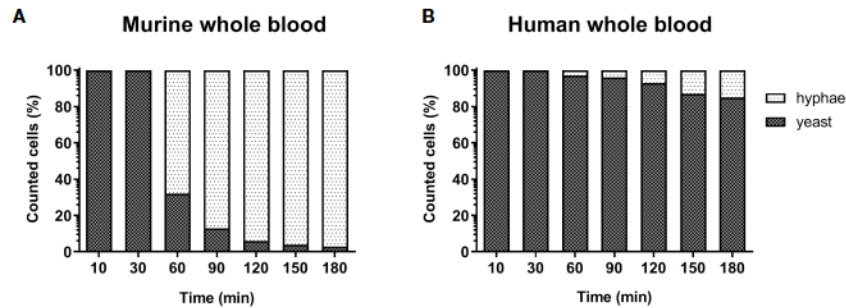 A
Murine whole blood
Counted cells (%)
100
80
60
40
20
0
10 30 60 90 120 150 180
Time (min)
B
Human whole blood
Counted cells (%)
100
80
60
40
20
0
10 30 60 90 120 150 180
Time (min)
hyphae
yeast